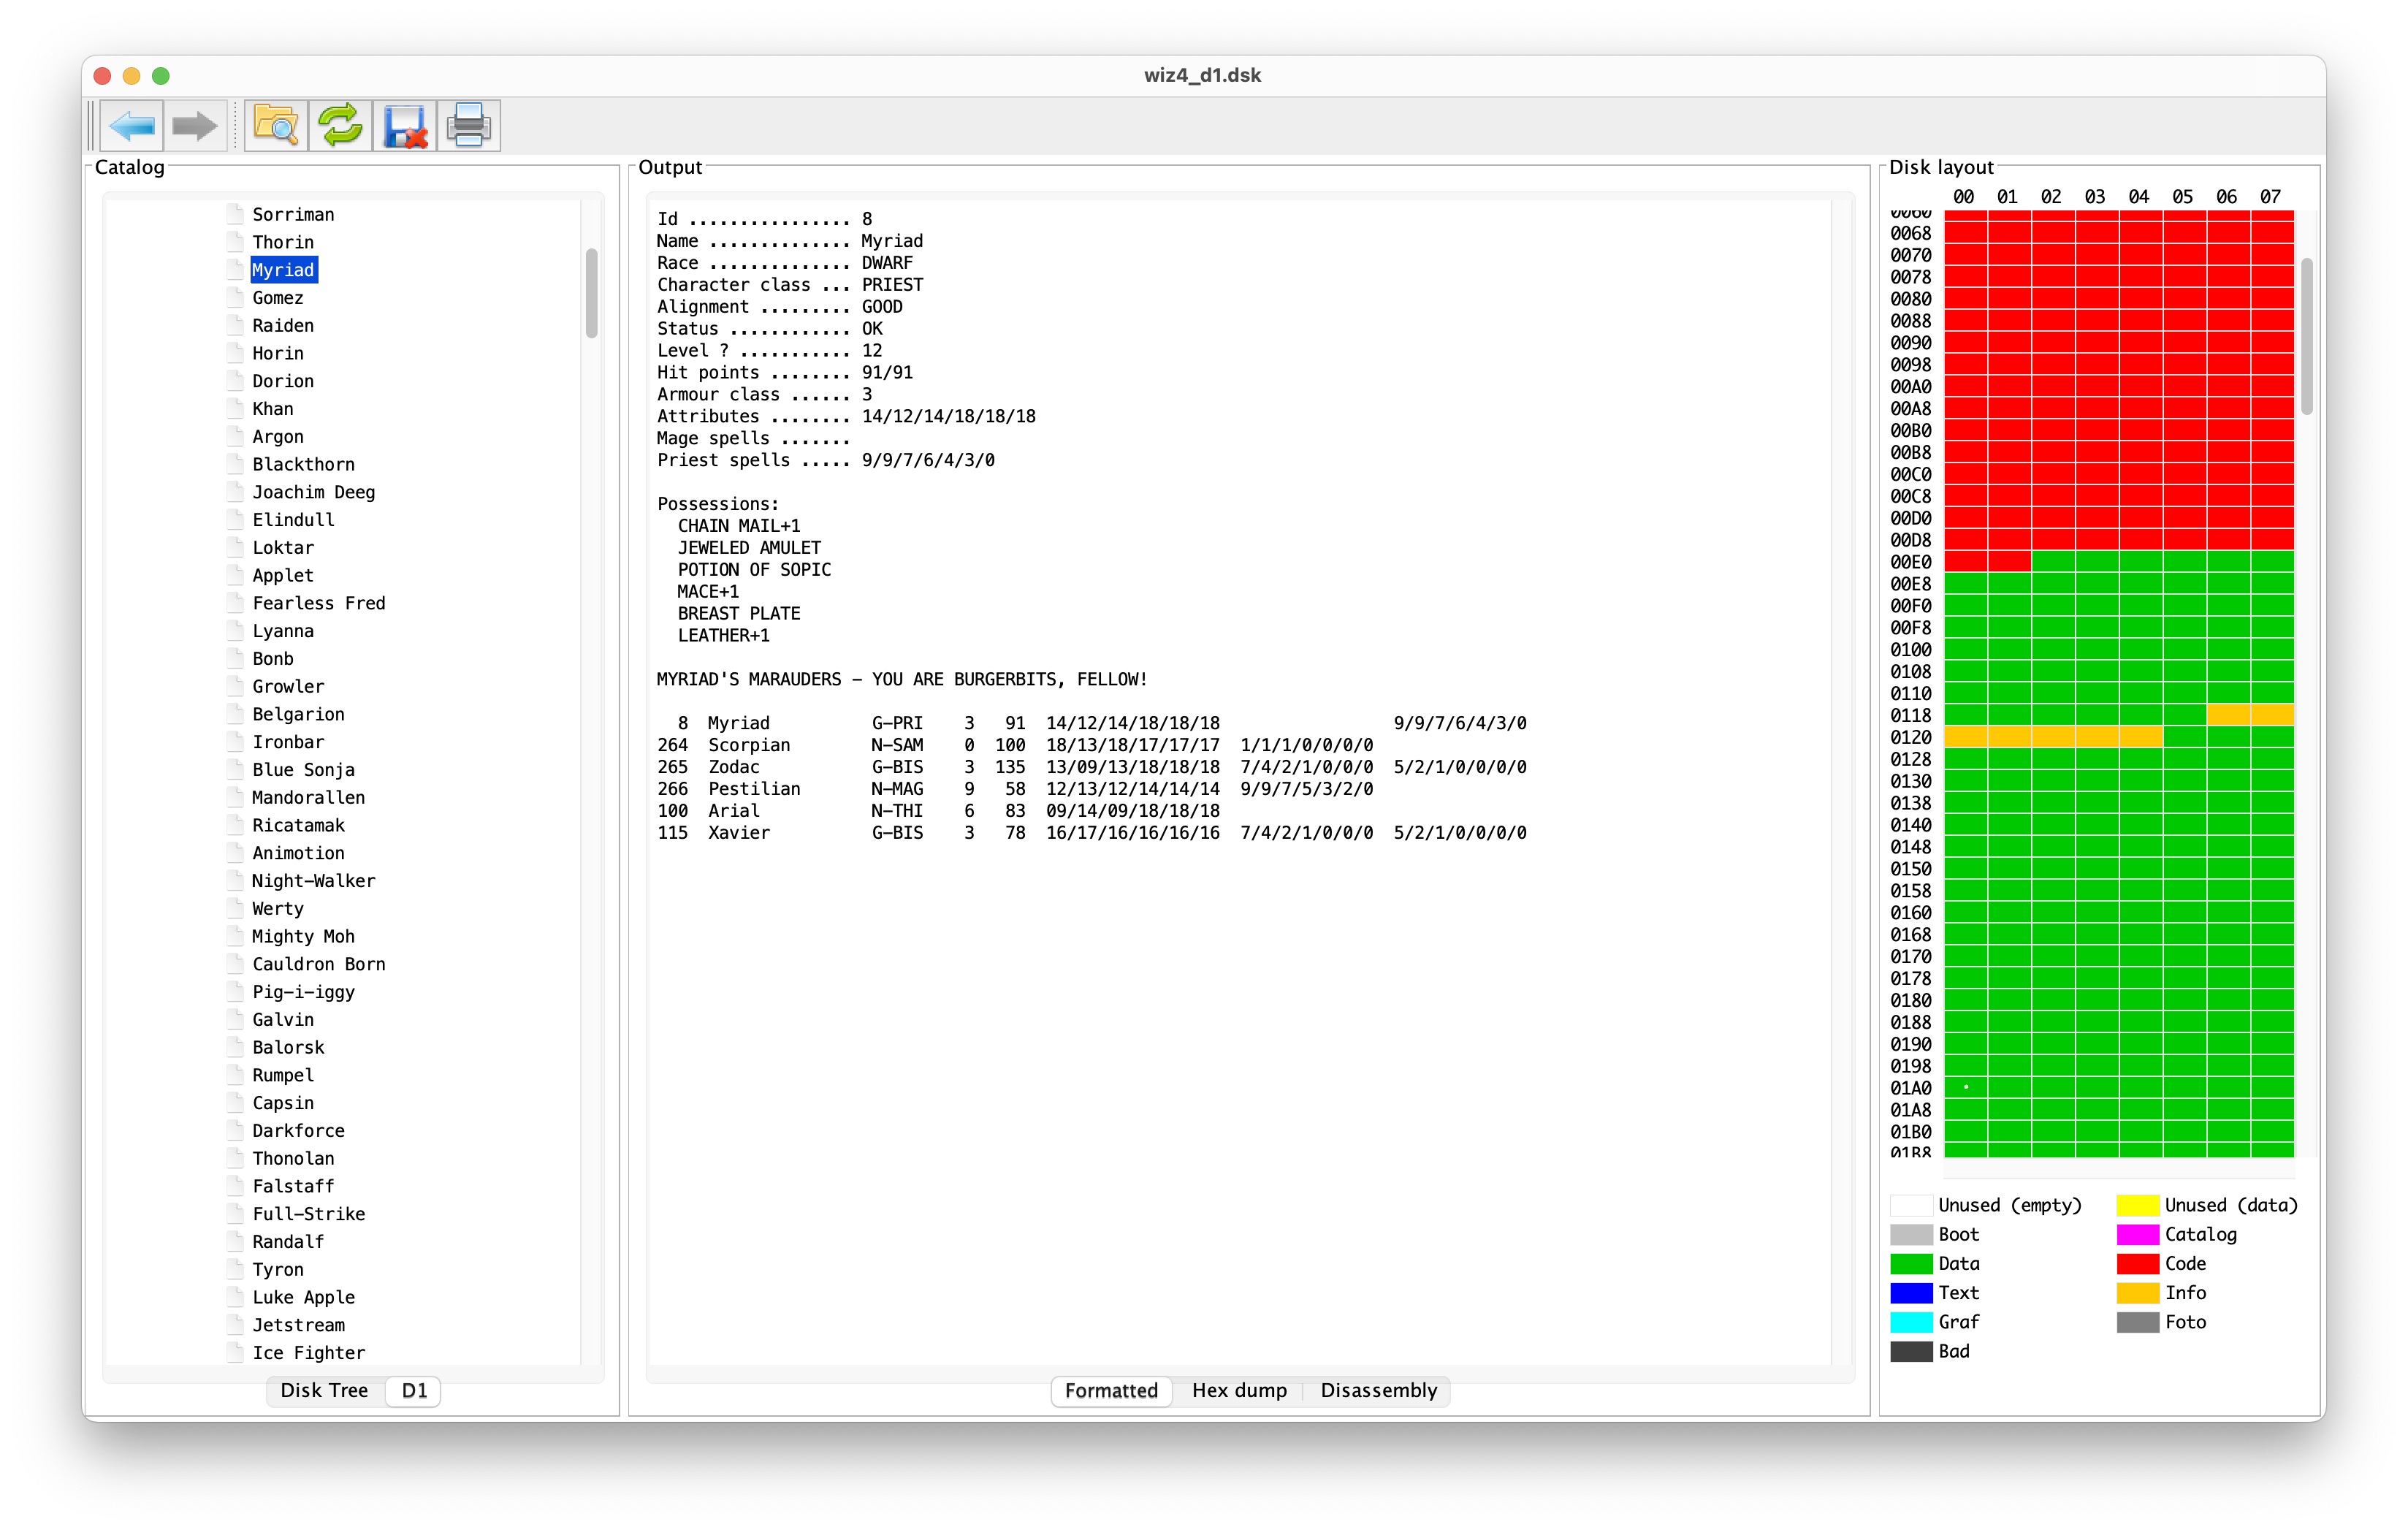 wiz4_d1.dsk
Catalog
Sorriman
Thorin
Myriad
Gomez
Raiden
Horin
Dorion
Khan
Argon
Blackthorn
Joachim Deeg
Elindull
Loktar
Applet
Fearless Fred
Lyanna
Bonb
Growler
Belgarion
Ironbar
Blue Sonja
Mandorallen
Ricatamak
Animotion
Night-Walker
Werty
Mighty Moh
Cauldron Born
Pig-i-iggy
Galvin
Balorsk
Rumpel
Capsin
Darkforce
Thonolan
Falstaff
Full-Strike
Randalf
Tyron
Luke Apple
Jetstream
Ice Fighter
Disk Tree D1
Output
Id ................ 8
Name .............. Myriad
Race .............. DWARF
Character class ... PRIEST
Alignment ......... GOOD
Status ............ OK
Level ? ........... 12
Hit points ........ 91/91
Armour class ...... 3
Attributes ........ 14/12/14/18/18/18
Mage spells .......
Priest spells ..... 9/9/7/6/4/3/0
Possessions:
CHAIN MAIL+1
JEWELED AMULET
POTION OF SOPIC
MACE+1
BREAST PLATE
LEATHER+1
MYRIAD'S MARAUDERS - YOU ARE BURGERBITS, FELLOW!
8 Myriad G-PRI 3 91 14/12/14/18/18/18 9/9/7/6/4/3/0
264 Scorpian N-SAM 0 100 18/13/18/17/17/17 1/1/1/0/0/0/0
265 Zodac G-BIS 3 135 13/09/13/18/18/18 7/4/2/1/0/0/0 5/2/1/0/0/0/0
266 Pestilian N-MAG 9 58 12/13/12/14/14/14 9/9/7/5/3/2/0
100 Arial N-THI 6 83 09/14/09/18/18/18
115 Xavier G-BIS 3 78 16/17/16/16/16/16 7/4/2/1/0/0/0 5/2/1/0/0/0/0
Formatted Hex dump Disassembly
Disk layout
00 01 02 03 04 05 06 07
0060
0068
0070
0078
0080
0088
0090
0098
00A0
00A8
00B0
00B8
00C0
00C8
00D0
00D8
00E0
00E8
00F0
00F8
0100
0108
0110
0118
0120
0128
0130
0138
0140
0148
0150
0158
0160
0168
0170
0178
0180
0188
0190
0198
01A0
01A8
01B0
01B8
Unused (empty) Unused (data)
Boot Catalog
Data Code
Text Info
Graf Foto
Bad